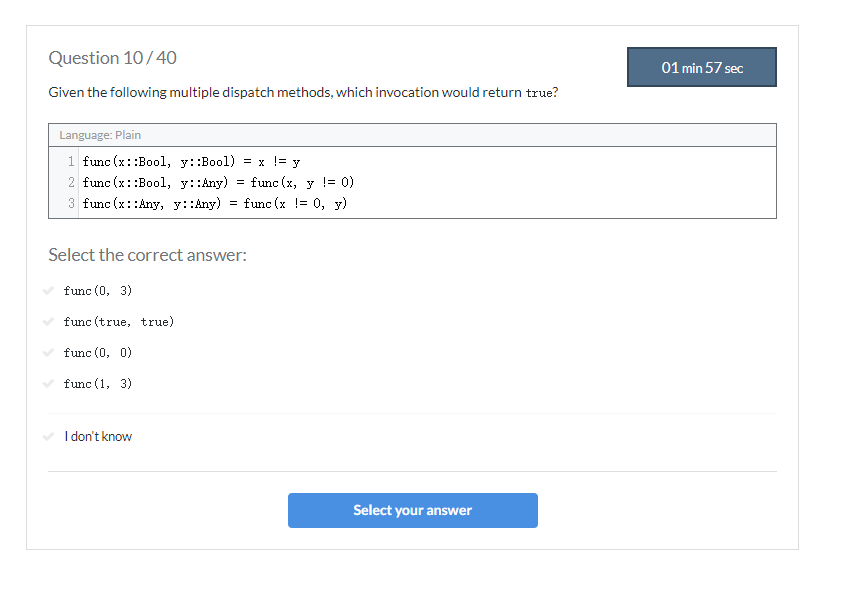 Question 10 / 40
01 min 57 sec
Given the following multiple dispatch methods, which invocation would return true?
Language: Plain
1 func(x::Bool, y::Bool) = x != y
2 func(x::Bool, y::Any) = func(x, y != 0)
3 func(x::Any, y::Any) = func(x != 0, y)
Select the correct answer:
func(0, 3)
func(true, true)
func(0, 0)
func(1, 3)
I don't know
Select your answer